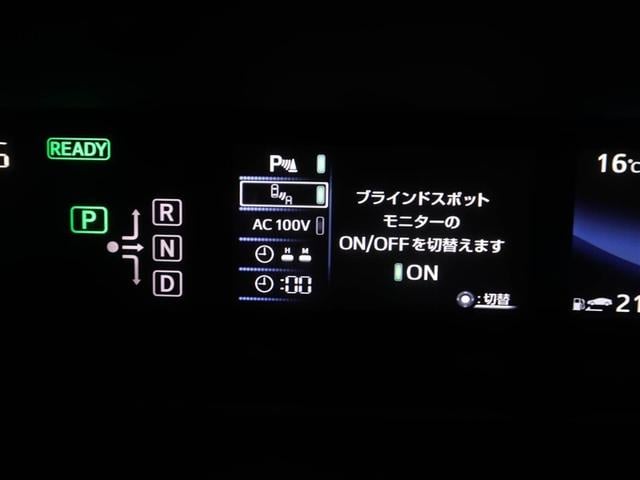 READY
P
R
N
D
P
AC 100V
H M
:00
ブラインドスポット
モニターの
ON/OFFを切替えます
ON
:切替
16℃
21